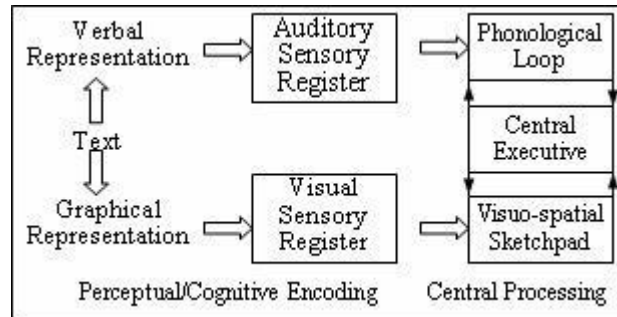 Verbal
Representation
Auditory
Sensory
Register
Phonological
Loop
Text
Central
Executive
Graphical
Representation
Visual
Sensory
Register
Visuo-spatial
Sketchpad
Perceptual/Cognitive Encoding
Central Processing